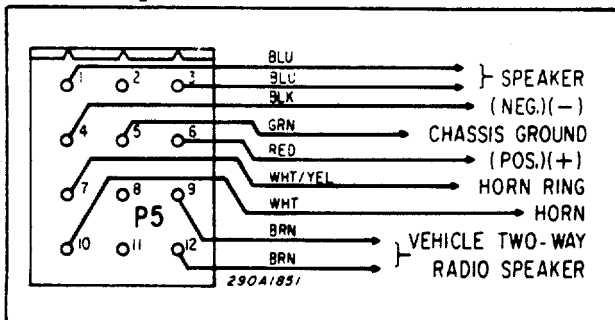 BLU
1 2 3
BLU
} SPEAKER
BLK
(NEG.)(-)
4 5 6
GRN
CHASSIS GROUND
RED
(POS.)(+)
7 8 9
WHT/YEL
HORN RING
WHT
HORN
P5
10 11 12
BRN
VEHICLE TWO-WAY
BRN
RADIO SPEAKER
290A1851